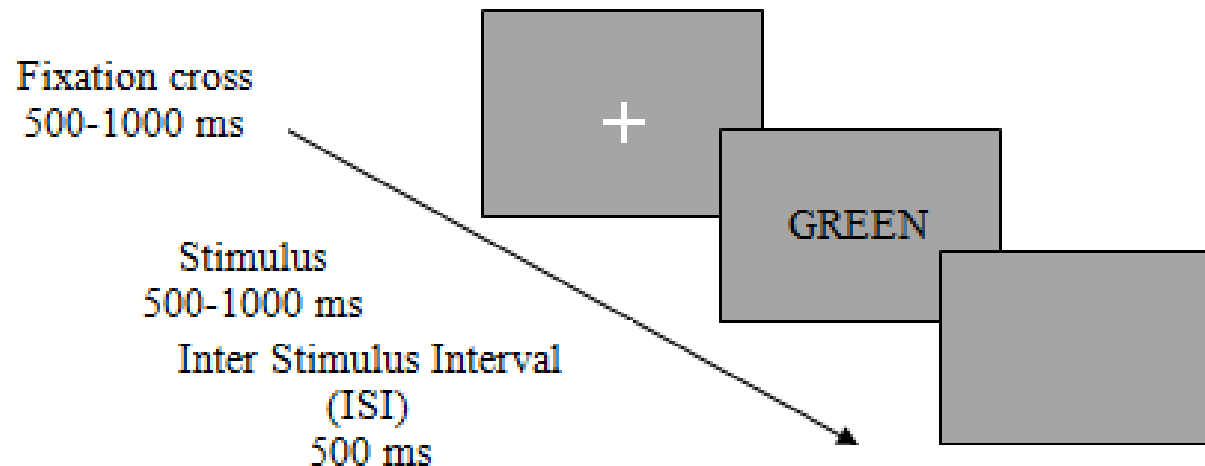 Fixation cross
500-1000 ms
GREEN
Stimulus
500-1000 ms
Inter Stimulus Interval
(ISI)
500 ms